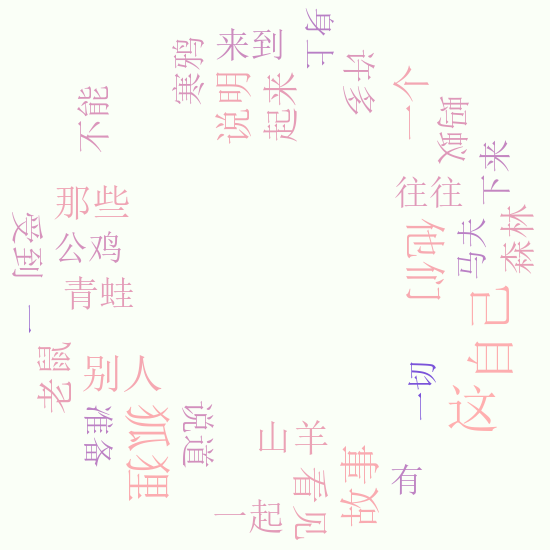 寒鸦
来到
身上
说明
起来
许多
一个
不能
蚂蚁
下来
往往
那些
公鸡
受到
青蛙
他们
马夫
森林
一
自己
老鼠
别人
一切
这
准备
狐狸
说道
山羊
看见
故事
有
一起